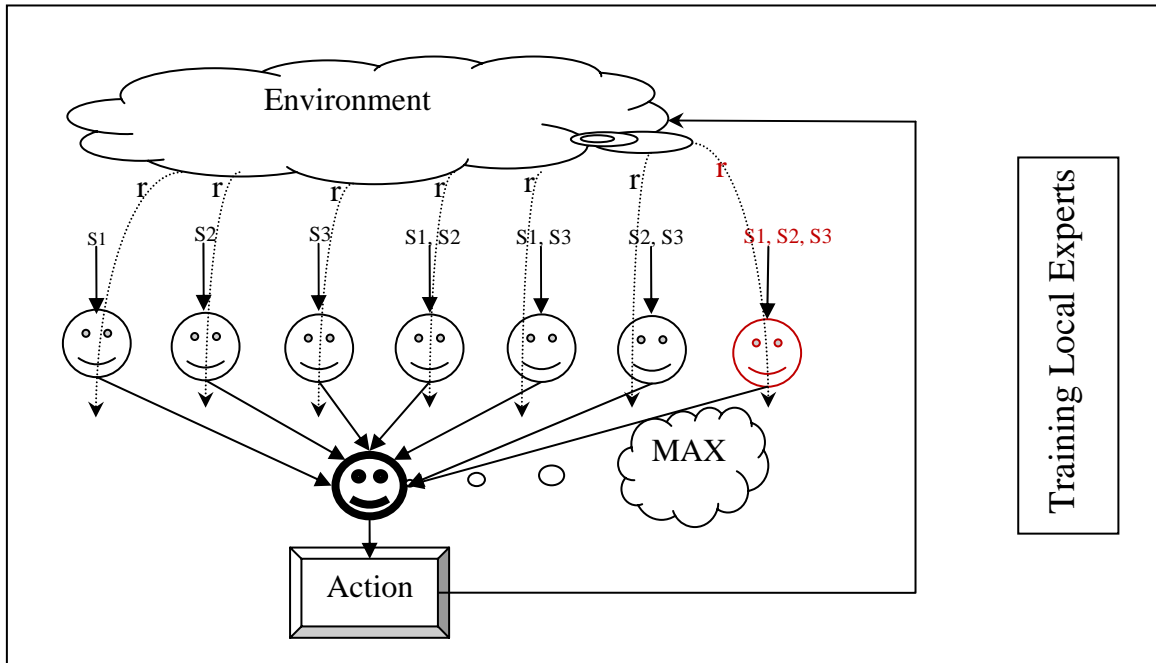 Environment
r r r r r r r
S1 S2 S3 S1, S2 S1, S3 S2, S3 S1, S2, S3
MAX
Action
Training Local Experts